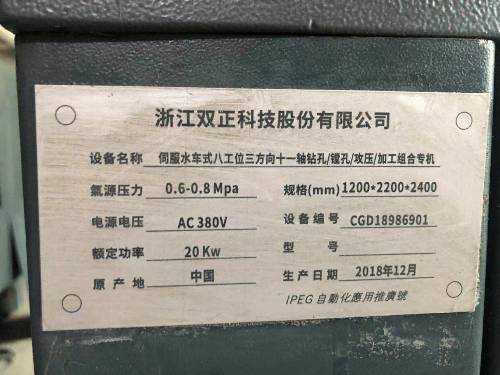 浙江双正科技股份有限公司
设备名称 伺服水车式八工位三方向十一轴钻孔/镗孔/攻压/加工组合专机
氣源压力 0.6-0.8 Mpa 规格(mm) 1200*2200*2400
电源电压 AC 380V 设备编号 CGD18986901
额定功率 20 Kw 型号
原产地 中国 生产日期 2018年12月
IPEG 自動化應用推廣號